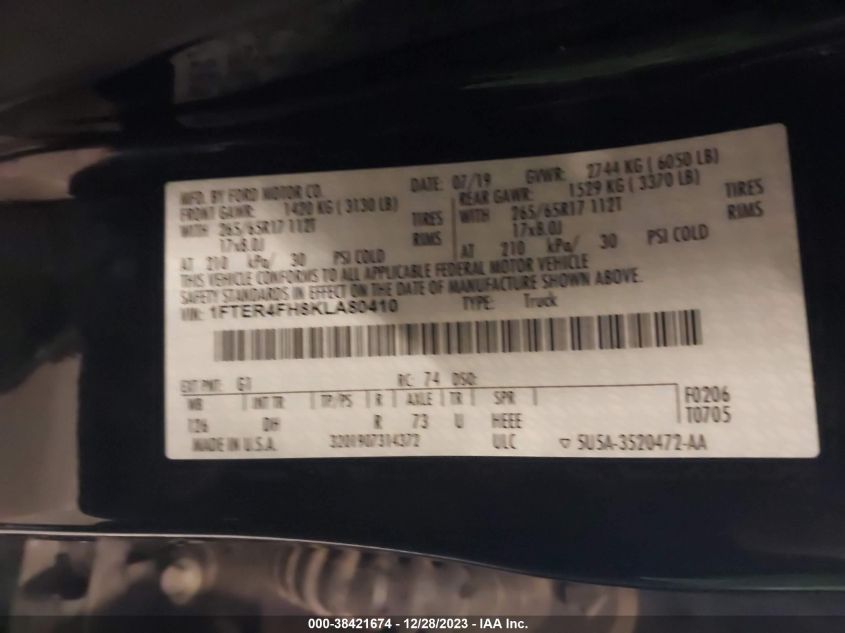 MFD. BY FORD MOTOR CO. DATE: 07/19 GVWR: 2744 KG ( 6050 LB)
FRONT GAWR: 1420 KG ( 3130 LB) REAR GAWR: 1529 KG ( 3370 LB)
WITH 265/65R17 112T TIRES WITH 265/65R17 112T TIRES
17x8.0J RIMS 17x8.0J RIMS
AT 210 kPa/ 30 PSI COLD AT 210 kPa/ 30 PSI COLD
THIS VEHICLE CONFORMS TO ALL APPLICABLE FEDERAL MOTOR VEHICLE
SAFETY STANDARDS IN EFFECT ON THE DATE OF MANUFACTURE SHOWN ABOVE.
VIN: 1FTER4FH8KLA80410 TYPE: Truck
EXT PNT: G1 RC: 74 DSO:
WB INT TR TP/PS R AXLE TR SPR F0206
126 DH R 73 U HEEE T0705
MADE IN U.S.A. 3201907314372 ULC 5U5A-3520472-AA
000-38421674 - 12/28/2023 - IAA Inc.